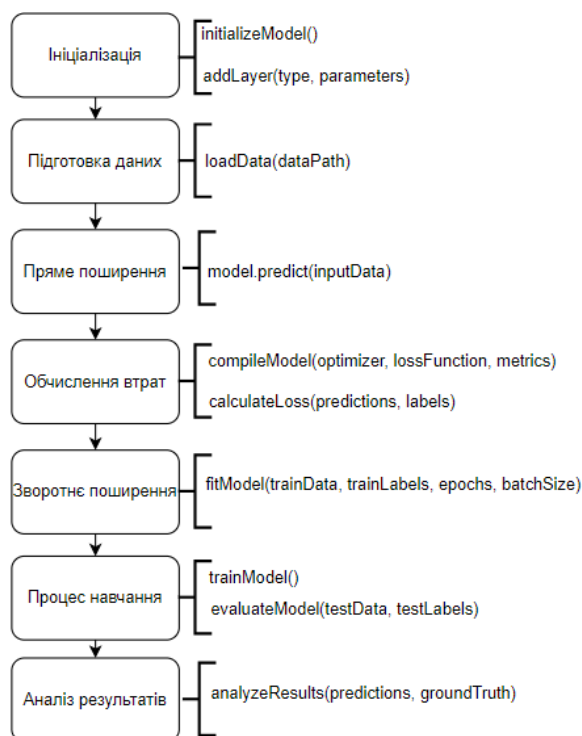 Ініціалізація
initializeModel()
addLayer(type, parameters)
Підготовка даних
loadData(dataPath)
Пряме поширення
model.predict(inputData)
Обчислення втрат
compileModel(optimizer, lossFunction, metrics)
calculateLoss(predictions, labels)
Зворотнє поширення
fitModel(trainData, trainLabels, epochs, batchSize)
Процес навчання
trainModel()
evaluateModel(testData, testLabels)
Аналіз результатів
analyzeResults(predictions, groundTruth)